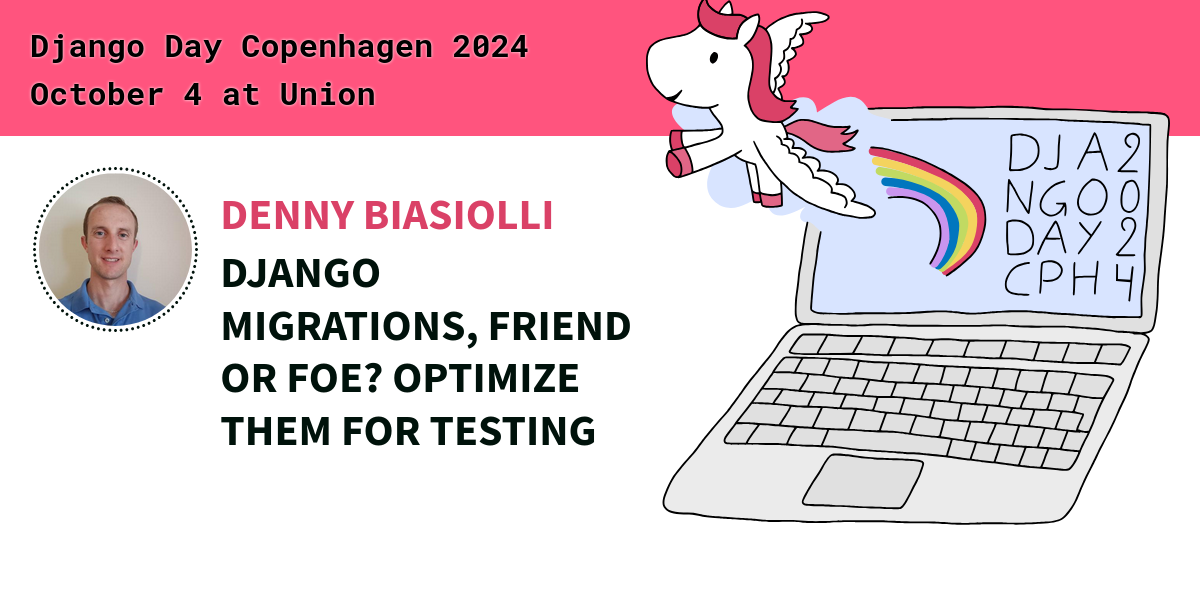 Django Day Copenhagen 2024
October 4 at Union
DENNY BIASIOLLI
DJANGO
MIGRATIONS, FRIEND
OR FOE? OPTIMIZE
THEM FOR TESTING
DJA2
NGO0
DAY2
CPH4